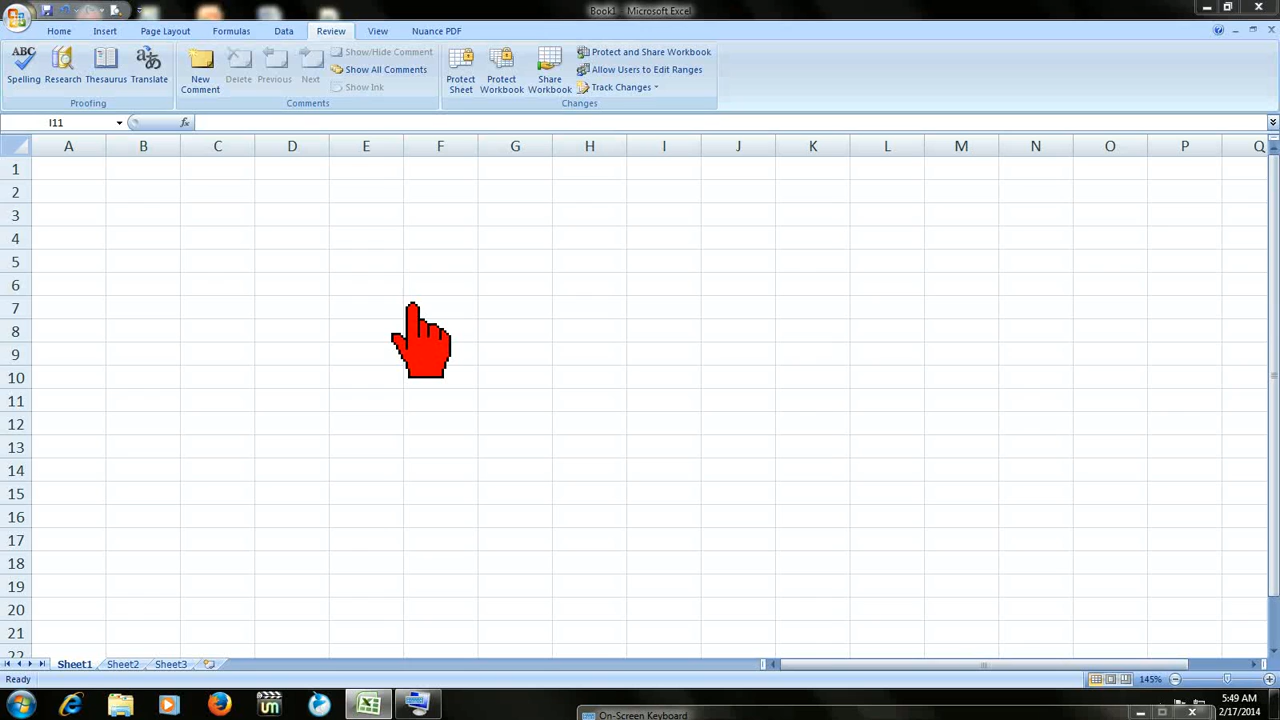 Book1 - Microsoft Excel
Home Insert Page Layout Formulas Data Review View Nuance PDF
ABC
Spelling Research Thesaurus Translate
Proofing
New Comment Delete Previous Next
Show/Hide Comment
Show All Comments
Show Ink
Comments
Protect Sheet Protect Workbook Share Workbook
Protect and Share Workbook
Allow Users to Edit Ranges
Track Changes
Changes
I11 fx
A B C D E F G H I J K L M N O P Q
1
2
3
4
5
6
7
8
9
10
11
12
13
14
15
16
17
18
19
20
21
22
Sheet1 Sheet2 Sheet3
Ready 145%
5:49 AM
2/17/2014
On-Screen Keyboard